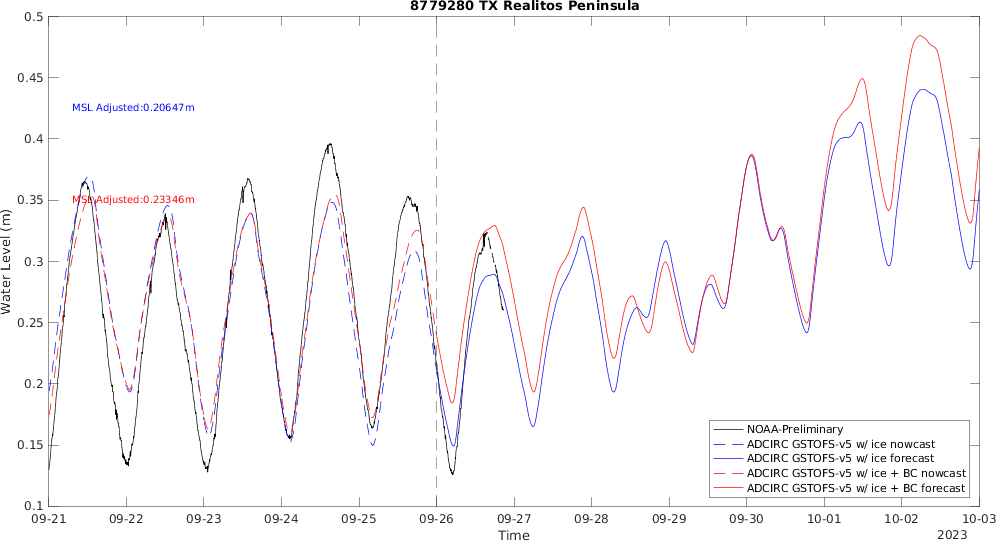 8779280 TX Realitos Peninsula
0.5
0.45
0.4
0.35
0.3
0.25
0.2
0.15
0.1
Water Level (m)
MSL Adjusted:0.20647m
MSL Adjusted:0.23346m
NOAA-Preliminary
ADCIRC GSTOFS-v5 w/ ice nowcast
ADCIRC GSTOFS-v5 w/ ice forecast
ADCIRC GSTOFS-v5 w/ ice + BC nowcast
ADCIRC GSTOFS-v5 w/ ice + BC forecast
09-21 09-22 09-23 09-24 09-25 09-26 09-27 09-28 09-29 09-30 10-01 10-02 10-03
Time
2023